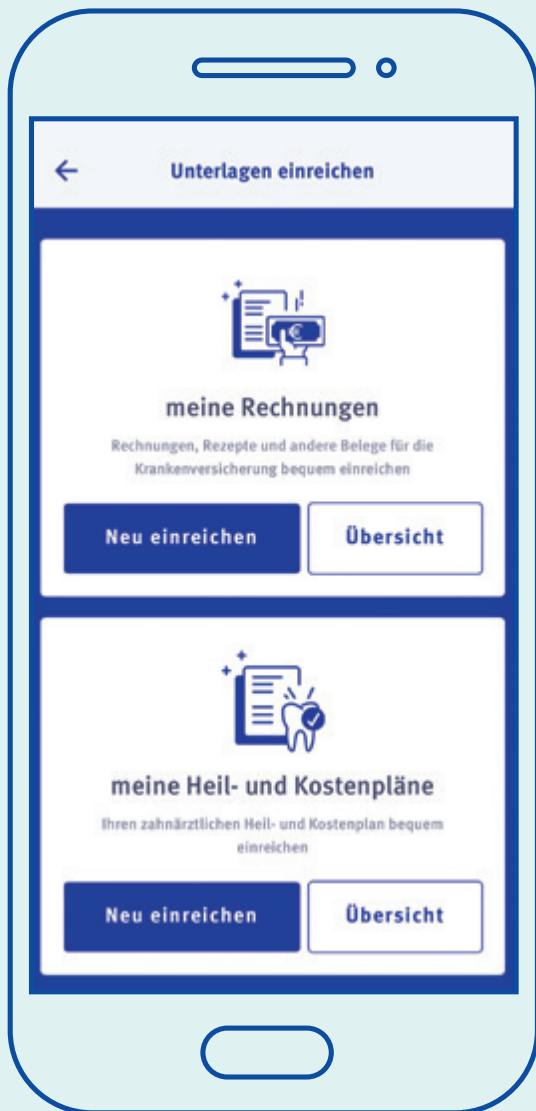 Unterlagen einreichen
meine Rechnungen
Rechnungen, Rezepte und andere Belege für die
Krankenversicherung bequem einreichen
Neu einreichen
Übersicht
meine Heil- und Kostenpläne
Ihren zahnärztlichen Heil- und Kostenplan bequem
einreichen
Neu einreichen
Übersicht